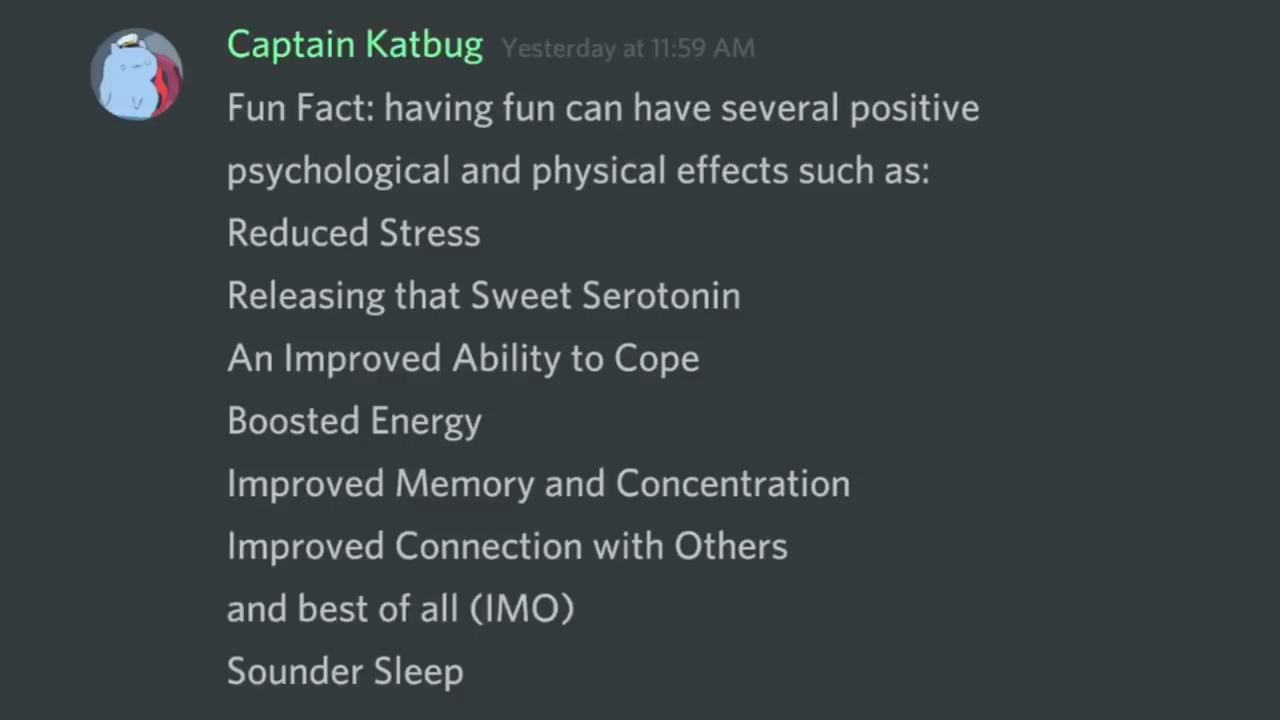 Captain Katbug Yesterday at 11:59 AM
Fun Fact: having fun can have several positive
psychological and physical effects such as:
Reduced Stress
Releasing that Sweet Serotonin
An Improved Ability to Cope
Boosted Energy
Improved Memory and Concentration
Improved Connection with Others
and best of all (IMO)
Sounder Sleep